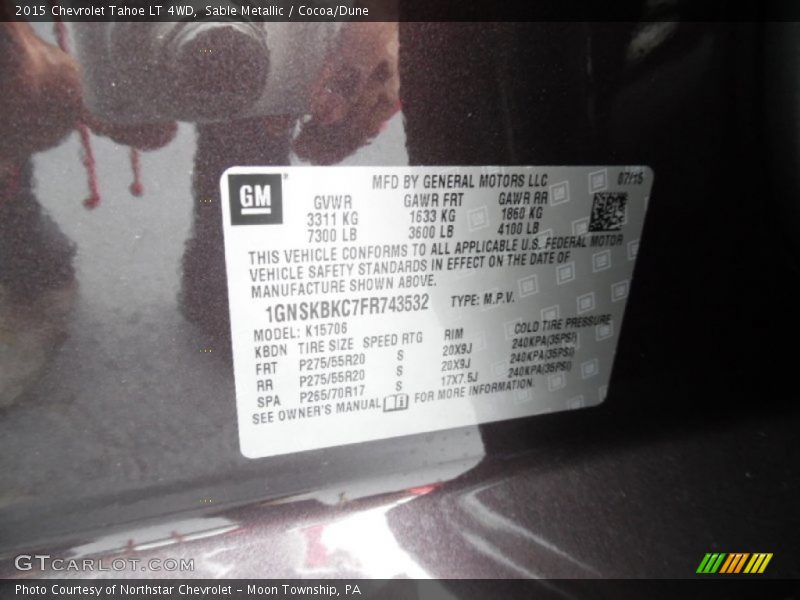 2015 Chevrolet Tahoe LT 4WD, Sable Metallic / Cocoa/Dune
GM
MFD BY GENERAL MOTORS LLC 07/15
GVWR GAWR FRT GAWR RR
3311 KG 1633 KG 1860 KG
7300 LB 3600 LB 4100 LB
THIS VEHICLE CONFORMS TO ALL APPLICABLE U.S. FEDERAL MOTOR
VEHICLE SAFETY STANDARDS IN EFFECT ON THE DATE OF
MANUFACTURE SHOWN ABOVE.
1GNSKBKC7FR743532 TYPE: M.P.V.
MODEL: K15706
KBDN TIRE SIZE SPEED RTG RIM COLD TIRE PRESSURE
FRT P275/55R20 S 20X9J 240KPA(35PSI)
RR P275/55R20 S 20X9J 240KPA(35PSI)
SPA P265/70R17 S 17X7.5J 240KPA(35PSI)
SEE OWNER'S MANUAL FOR MORE INFORMATION.
GTCARLOT.COM
Photo Courtesy of Northstar Chevrolet - Moon Township, PA